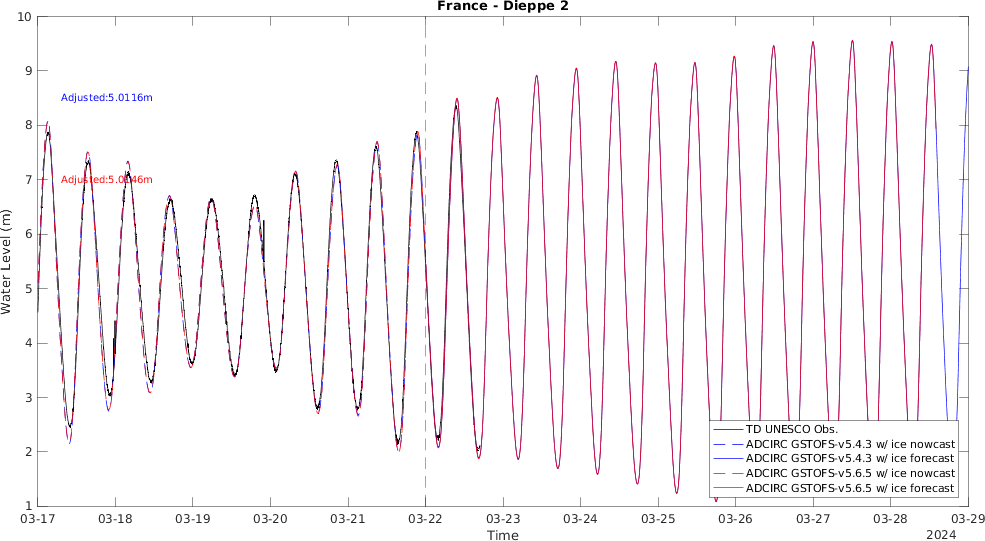 France - Dieppe 2
10
9
8
7
6
5
4
3
2
1
Water Level (m)
Adjusted:5.0116m
Adjusted:5.0146m
TD UNESCO Obs.
ADCIRC GSTOFS-v5.4.3 w/ ice nowcast
ADCIRC GSTOFS-v5.4.3 w/ ice forecast
ADCIRC GSTOFS-v5.6.5 w/ ice nowcast
ADCIRC GSTOFS-v5.6.5 w/ ice forecast
03-17 03-18 03-19 03-20 03-21 03-22 03-23 03-24 03-25 03-26 03-27 03-28 03-29
Time
2024